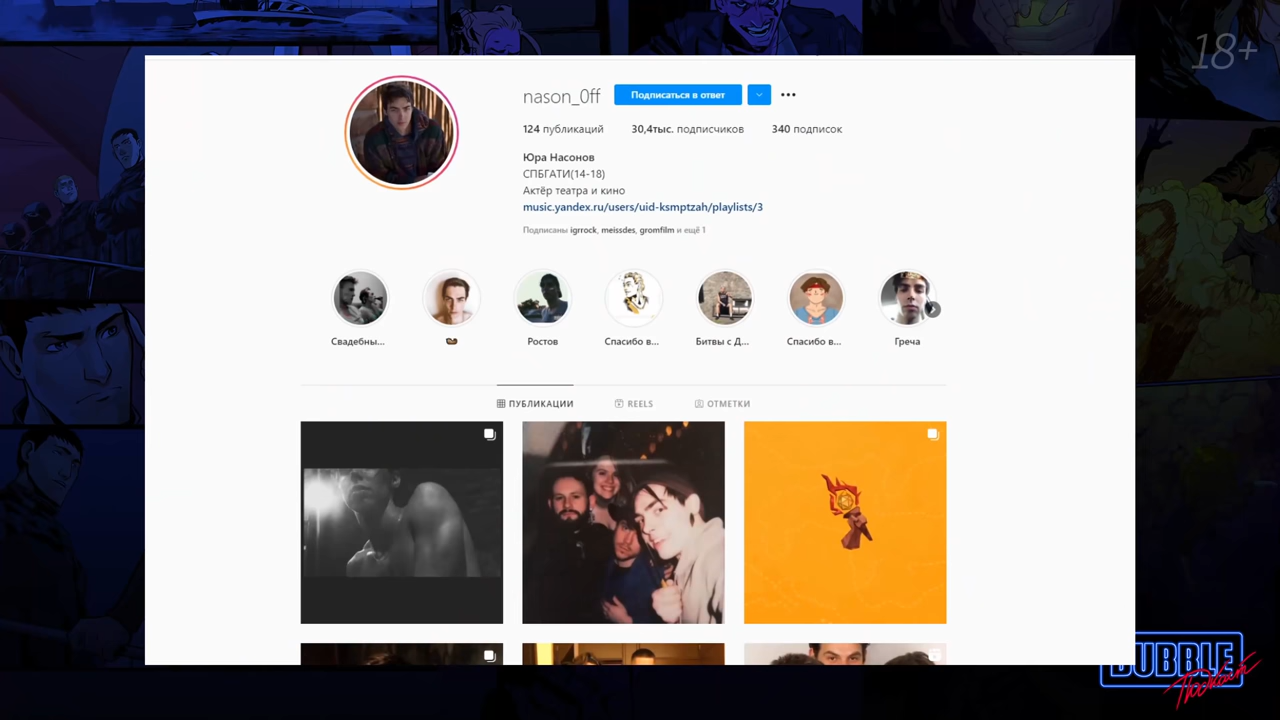 18+
nason_0ff
Подписаться в ответ
124 публикаций 30,4тыс. подписчиков 340 подписок
Юра Насонов
СПБГАТИ(14-18)
Актёр театра и кино
music.yandex.ru/users/uid-ksmptzah/playlists/3
Подписаны igrrock, meissdes, gromfilm и ещё 1
Свадебны... Ростов Спасибо в... Битвы с Д... Спасибо в... Греча
ПУБЛИКАЦИИ REELS ОТМЕТКИ
BUBBLE
Подкаст